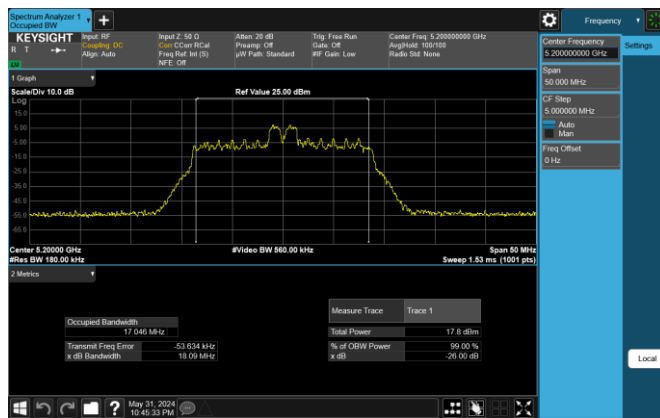 Spectrum Analyzer 1
Occupied BW
Frequency
KEYSIGHT
R T
Input: RF
Coupling: DC
Align: Auto
Input Z: 50 Ω
Corr CCorr RCal
Freq Ref: Int (S)
NFE: Off
Atten: 20 dB
Preamp: Off
µW Path: Standard
Trig: Free Run
Gate: Off
#IF Gain: Low
Center Freq: 5.200000000 GHz
Avg|Hold: 100/100
Radio Std: None
Center Frequency
5.200000000 GHz
Settings
Span
50.000 MHz
CF Step
5.000000 MHz
Auto
Man
Freq Offset
0 Hz
1 Graph
Scale/Div 10.0 dB
Ref Value 25.00 dBm
Log
15.0
5.00
-5.00
-15.0
-25.0
-35.0
-45.0
-55.0
-65.0
Center 5.20000 GHz
#Video BW 560.00 kHz
Span 50 MHz
#Res BW 180.00 kHz
Sweep 1.53 ms (1001 pts)
2 Metrics
Measure Trace
Trace 1
Occupied Bandwidth
17.046 MHz
Total Power
17.8 dBm
Transmit Freq Error
-53.634 kHz
% of OBW Power
99.00 %
x dB Bandwidth
18.09 MHz
x dB
-26.00 dB
Local
May 31, 2024
10:45:33 PM